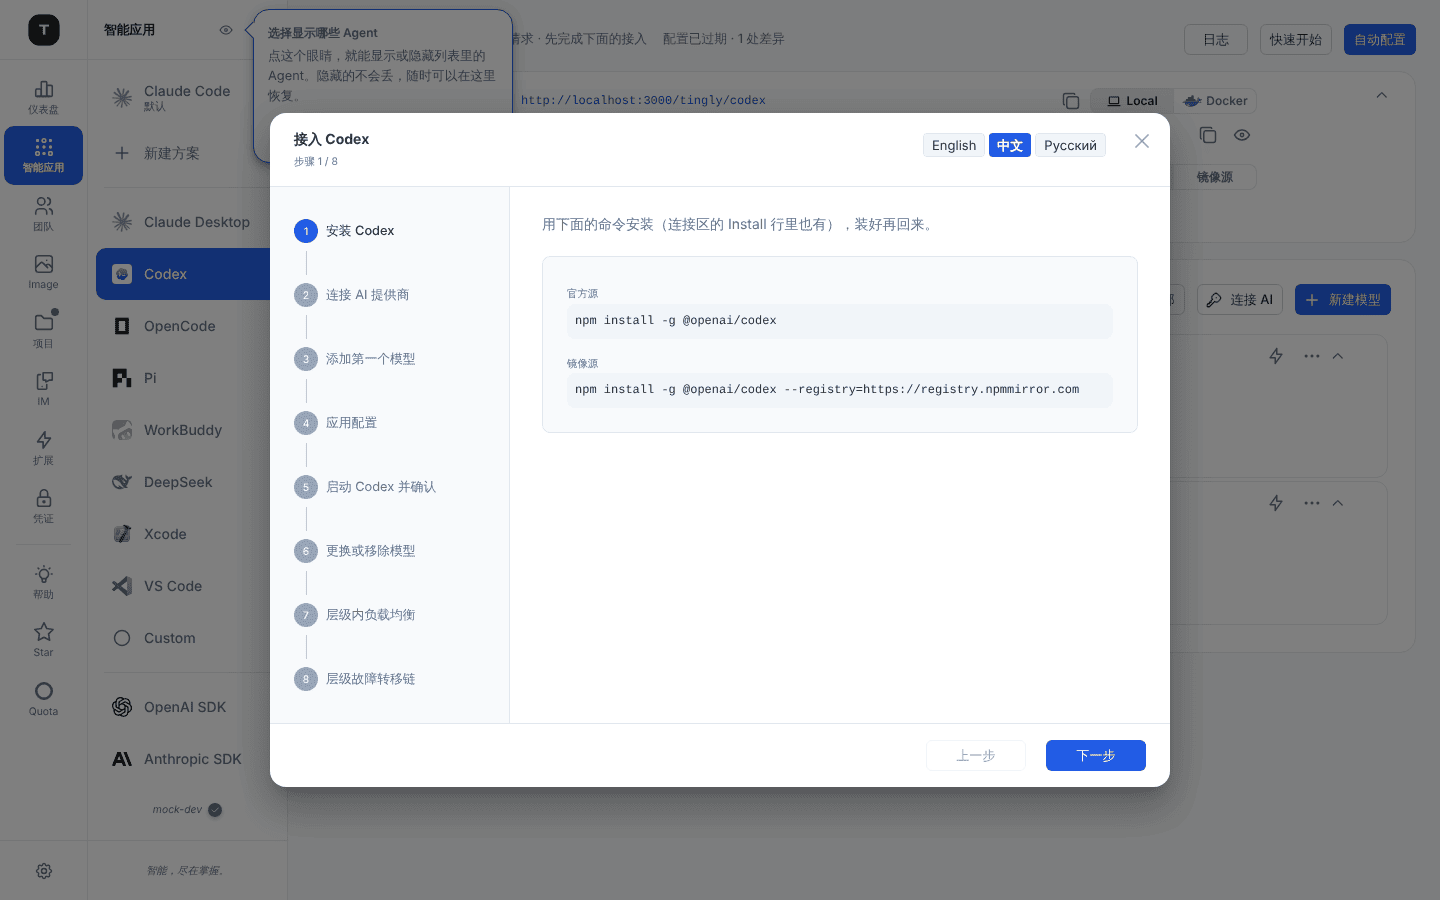 T
仪表盘
智能应用
团队
Image
项目
IM
扩展
凭证
帮助
Star
Quota
智能应用
Claude Code
默认
新建方案
Claude Desktop
Codex
OpenCode
Pi
WorkBuddy
DeepSeek
Xcode
VS Code
Custom
OpenAI SDK
Anthropic SDK
mock-dev
智能，尽在掌握。
选择显示哪些 Agent
点这个眼睛，就能显示或隐藏列表里的
Agent。隐藏的不会丢，随时可以在这里
恢复。
请求 · 先完成下面的接入
配置已过期 · 1 处差异
日志
快速开始
自动配置
http://localhost:3000/tingly/codex
Local
Docker
镜像源
连接 AI
新建模型
接入 Codex
步骤 1 / 8
English
中文
Русский
1
安装 Codex
2
连接 AI 提供商
3
添加第一个模型
4
应用配置
5
启动 Codex 并确认
6
更换或移除模型
7
层级内负载均衡
8
层级故障转移链
用下面的命令安装（连接区的 Install 行里也有），装好再回来。
官方源
npm install -g @openai/codex
镜像源
npm install -g @openai/codex --registry=https://registry.npmmirror.com
上一步
下一步